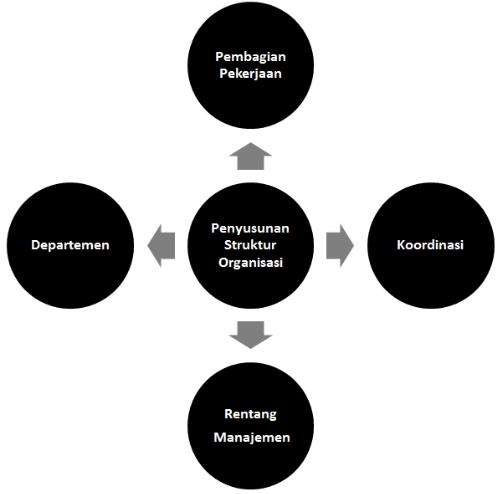 Pembagian
Pekerjaan
Departemen
Penyusunan
Struktur
Organisasi
Koordinasi
Rentang
Manajemen